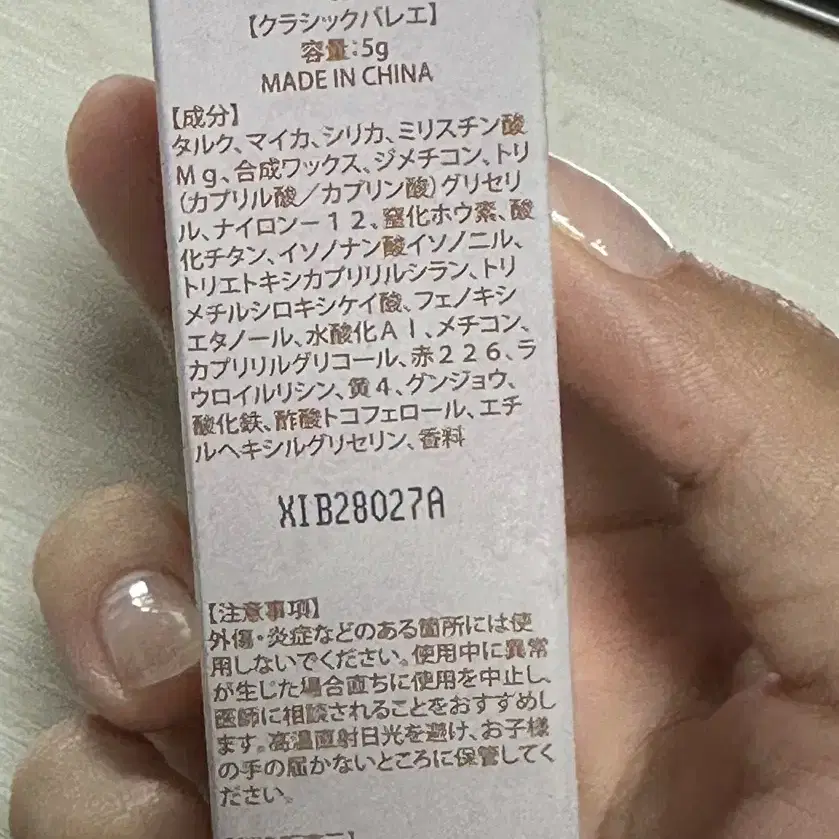 【クラシックバレエ】
容量:5g
MADE IN CHINA
【成分】
タルク、マイカ、シリカ、ミリスチン酸
Mg、合成ワックス、ジメチコン、トリ
(カプリル酸/カプリン酸)グリセリ
ル、ナイロンー12、窒化ホウ素、酸
化チタン、イソノナン酸イソノニル、
トリエトキシカプリリルシラン、トリ
メチルシロキシケイ酸、フェノキシ
エタノール、水酸化Al、メチコン、
カプリリルグリコール、赤226、ラ
ウロイルリシン、黄4、グンジョウ、
酸化鉄、酢酸トコフェロール、エチ
ルヘキシルグリセリン、香料
XIB28027A
【注意事項】
外傷・炎症などのある箇所には使
用しないでください。使用中に異常
が生じた場合直ちに使用を中止し、
医師に相談されることをおすすめし
ます。高温直射日光を避け、お子様
の手の届かないところに保管してく
ださい。